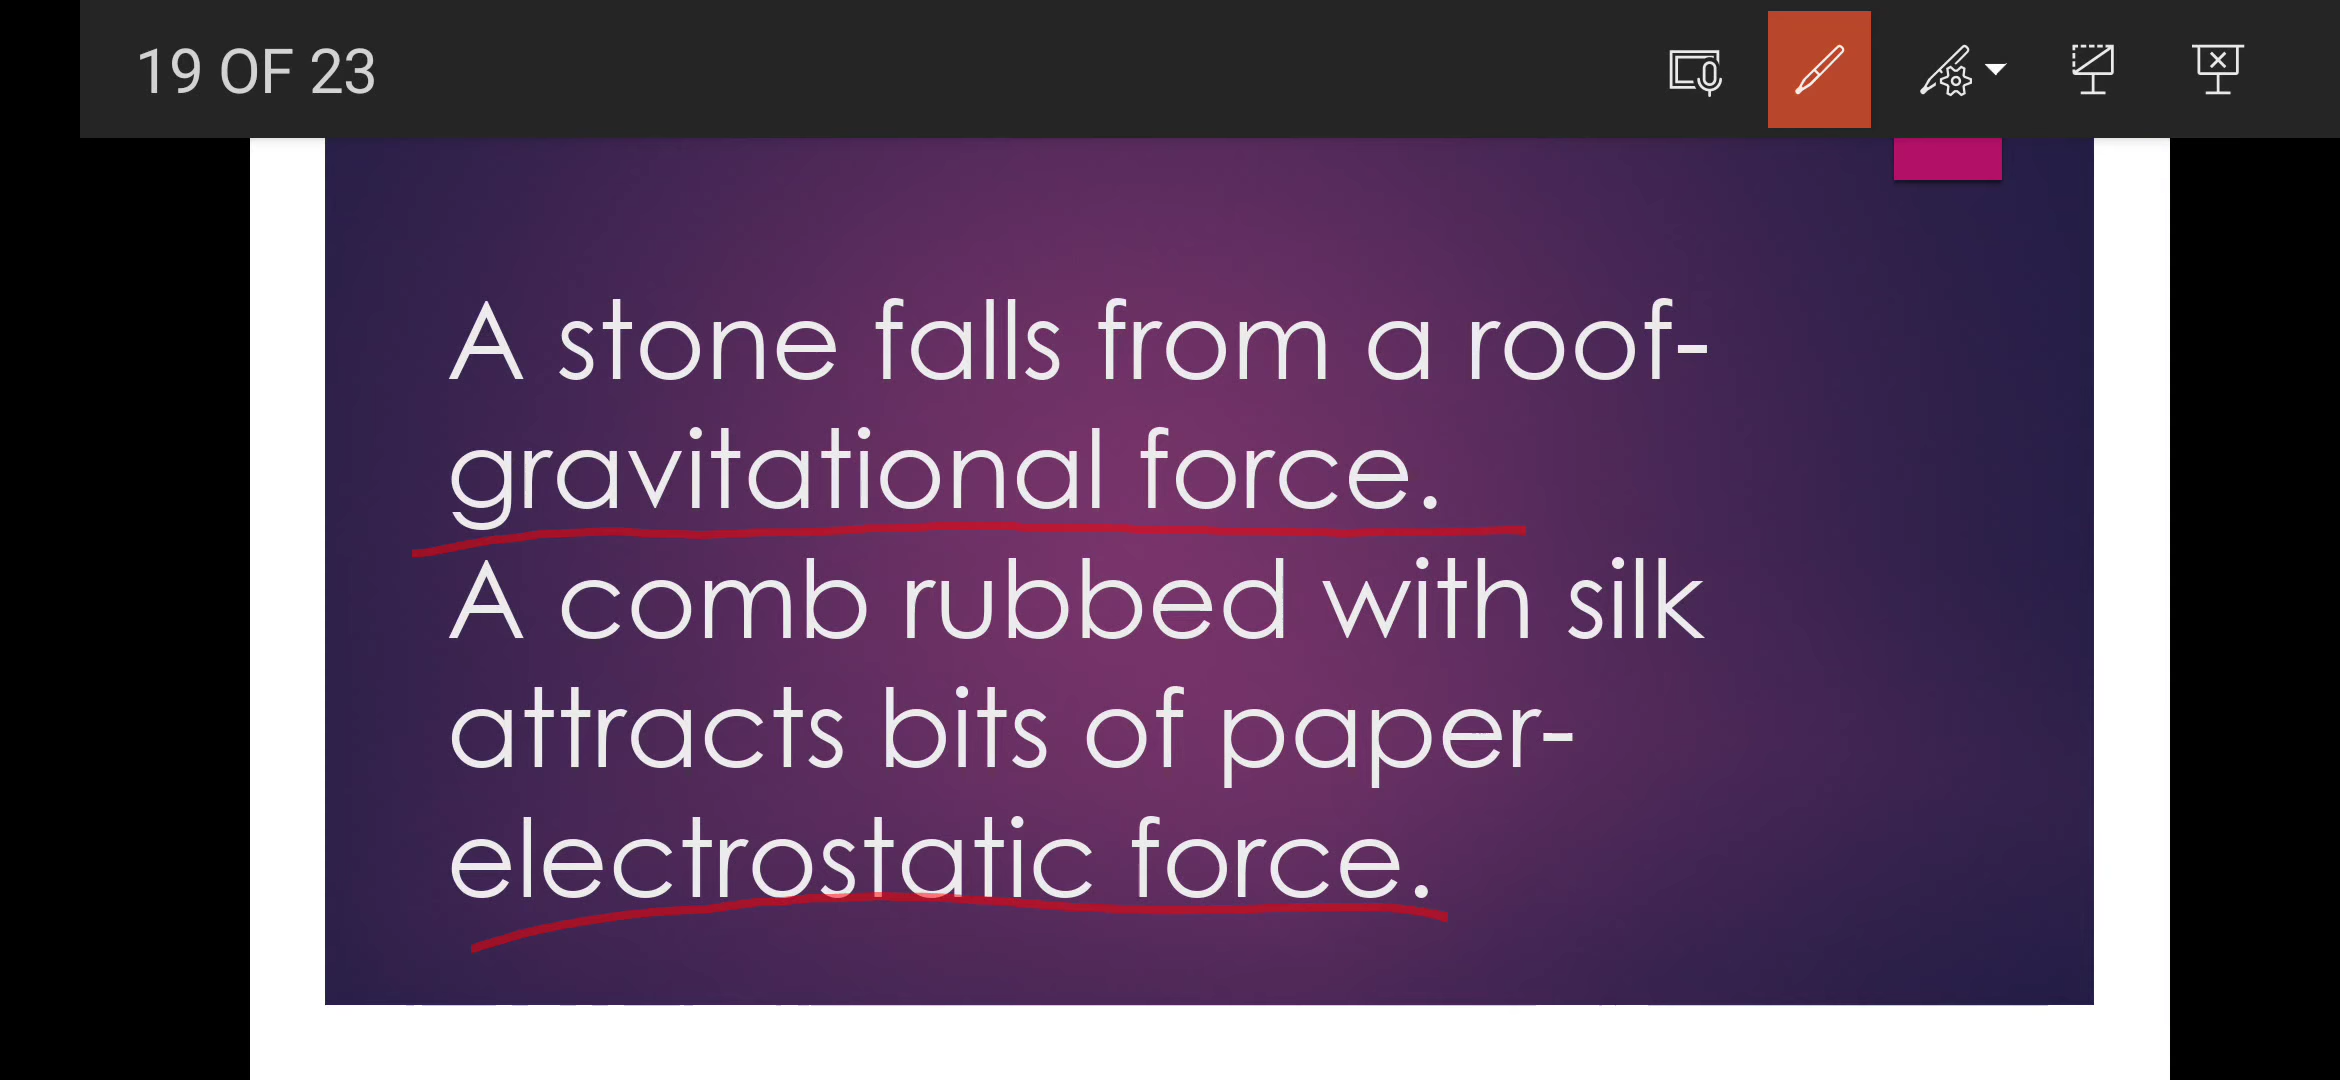 19 OF 23
A stone falls from a roof-
gravitational force.
A comb rubbed with silk
attracts bits of paper-
electrostatic force.